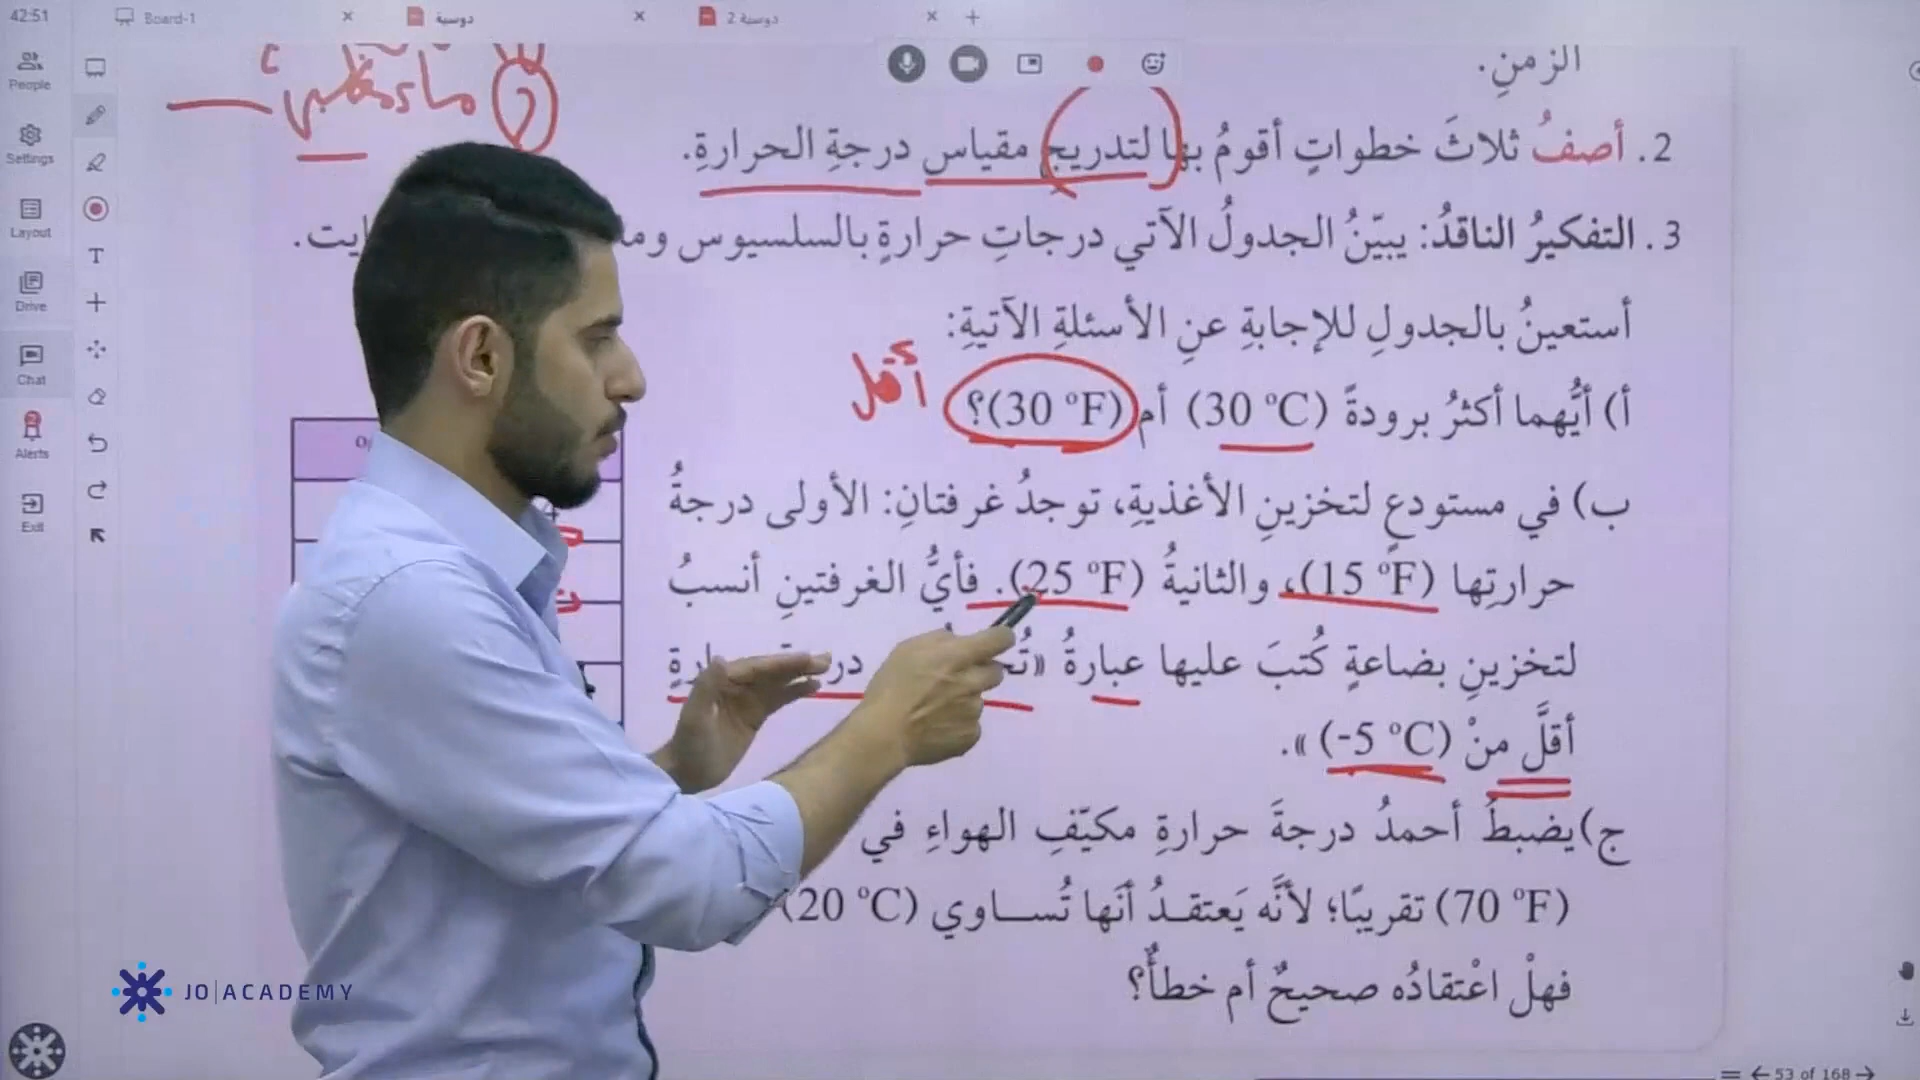 42:51
Board-1
دوسية
دوسية 2
People
Settings
Layout
Drive
Chat
Alerts
Exit
الزمنِ.
2. أصفُ ثلاثَ خطواتٍ أقومُ بها لتدريجِ مقياس درجةِ الحرارةِ.
3. التفكيرُ الناقدُ: يبيّنُ الجدولُ الآتي درجاتِ حرارةٍ بالسلسيوس
أستعينُ بالجدولِ للإجابةِ عنِ الأسئلةِ الآتيةِ:
أ) أيُّهما أكثرُ برودةً (30 °C) أم (30 °F)؟ أقل
ب) في مستودعٍ لتخزينِ الأغذيةِ، توجدُ غرفتانِ: الأولى درجةُ
حرارتِها (15 °F)، والثانيةُ (25 °F). فأيُّ الغرفتينِ أنسبُ
لتخزينِ بضاعةٍ كُتبَ عليها عبارةُ
أقلَّ منْ (-5 °C) ».
ج) يضبطُ أحمدُ درجةَ حرارةِ مكيّفِ الهواءِ في
(70 °F) تقريبًا؛ لأنَّه يَعتقدُ أنَها تُساوي (20 °C)
فهلْ اعْتقادُه صحيحٌ أم خطأٌ؟
JO ACADEMY
53 of 168